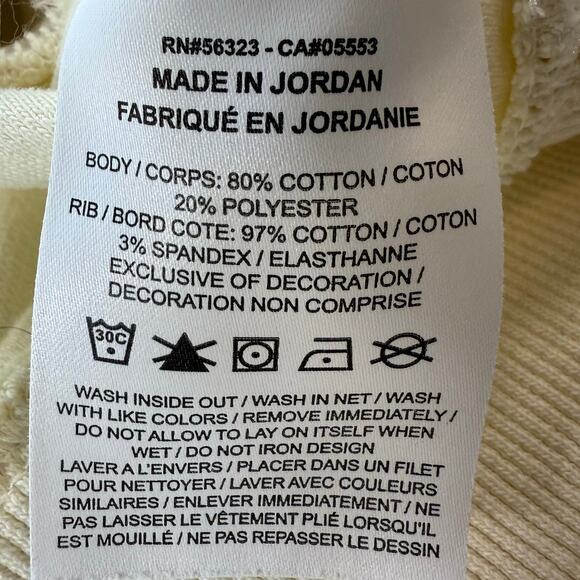 RN#56323 - CA#05553
MADE IN JORDAN
FABRIQUÉ EN JORDANIE
BODY / CORPS: 80% COTTON / COTON
20% POLYESTER
RIB / BORD COTE: 97% COTTON / COTON
3% SPANDEX / ELASTHANNE
EXCLUSIVE OF DECORATION /
DECORATION NON COMPRISE
30C
WASH INSIDE OUT / WASH IN NET / WASH
WITH LIKE COLORS / REMOVE IMMEDIATELY /
DO NOT ALLOW TO LAY ON ITSELF WHEN
WET / DO NOT IRON DESIGN
LAVER A L'ENVERS / PLACER DANS UN FILET
POUR NETTOYER / LAVER AVEC COULEURS
SIMILAIRES / ENLEVER IMMEDIATEMENT / NE
PAS LAISSER LE VÊTEMENT PLIÉ LORSQU'IL
EST MOUILLÉ / NE PAS REPASSER LE DESSIN